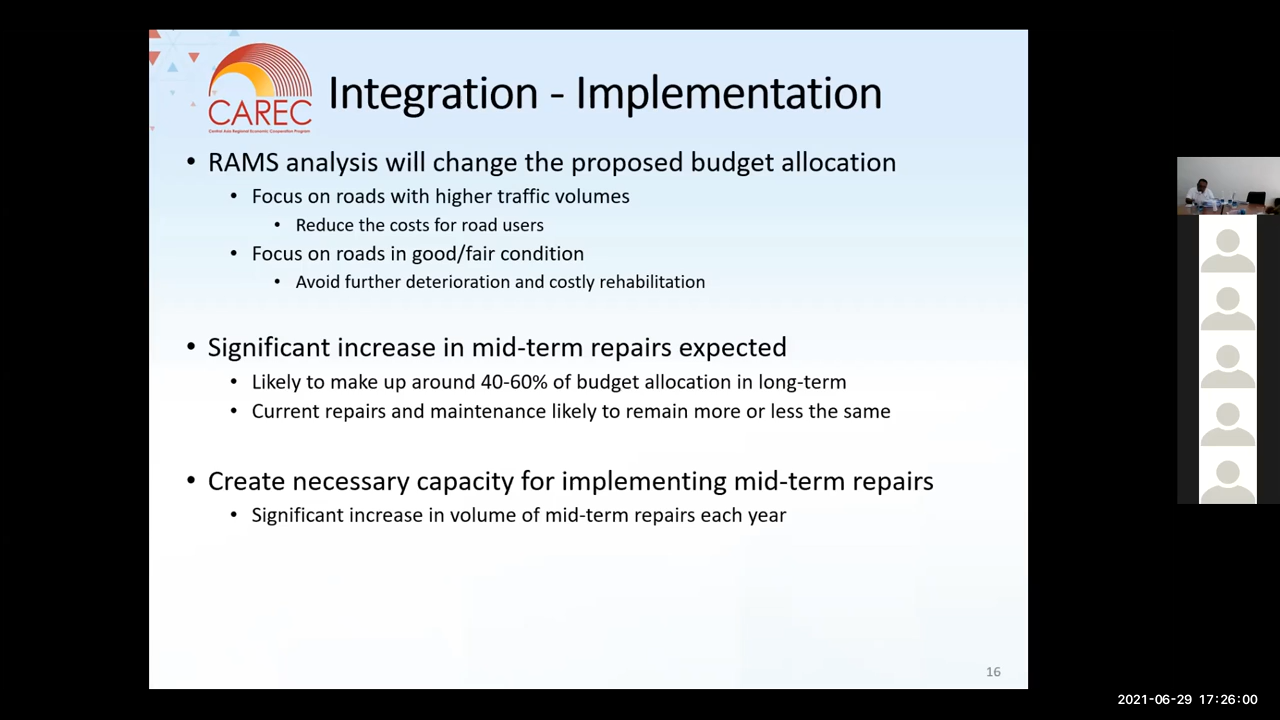 CAREC
Central Asia Regional Economic Cooperation Program
Integration - Implementation
• RAMS analysis will change the proposed budget allocation
• Focus on roads with higher traffic volumes
• Reduce the costs for road users
• Focus on roads in good/fair condition
• Avoid further deterioration and costly rehabilitation
• Significant increase in mid-term repairs expected
• Likely to make up around 40-60% of budget allocation in long-term
• Current repairs and maintenance likely to remain more or less the same
• Create necessary capacity for implementing mid-term repairs
• Significant increase in volume of mid-term repairs each year
16
2021-06-29 17:26:00